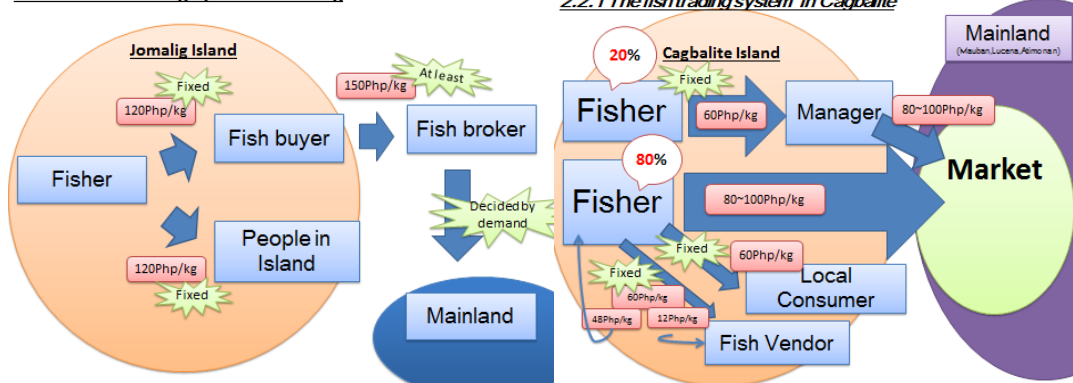 Jomalig Island
Fixed
120Php/kg
150Php/kg
At least
Fish buyer
Fish broker
Fisher
Decided by
demand
People in
Island
120Php/kg
Fixed
Mainland
2.2.1 The fish trading system in Cagbalite
Mainland
(Mauban,Lucena,Atimonan)
20%
Cagbalite Island
Fixed
Fisher
60Php/kg
Manager
80~100Php/kg
80%
Market
Fisher
80~100Php/kg
Fixed
60Php/kg
Fixed
Local
Consumer
60Php/kg
48Php/kg
12Php/kg
Fish Vendor